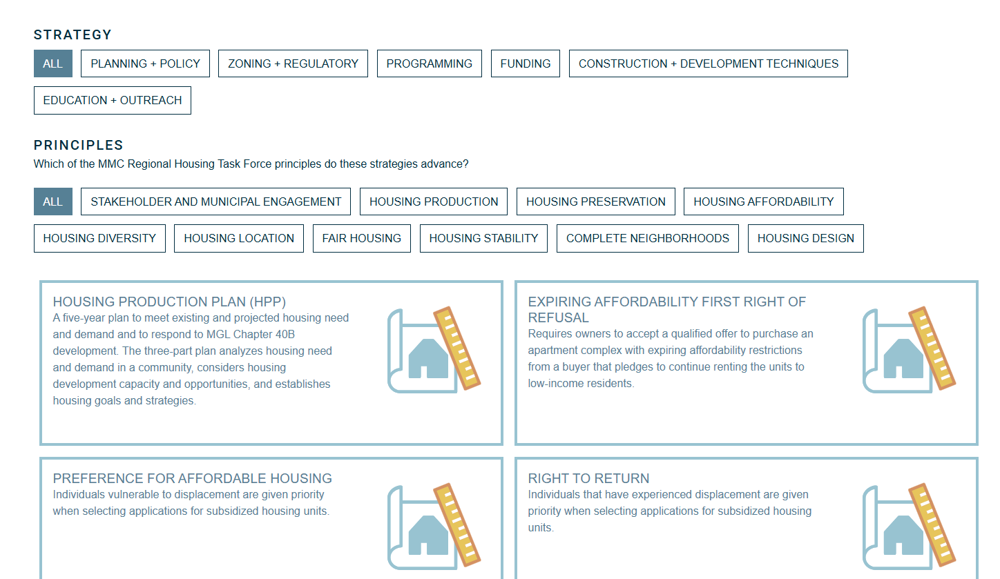 STRATEGY
ALL PLANNING + POLICY ZONING + REGULATORY PROGRAMMING FUNDING CONSTRUCTION + DEVELOPMENT TECHNIQUES
EDUCATION + OUTREACH
PRINCIPLES
Which of the MMC Regional Housing Task Force principles do these strategies advance?
ALL STAKEHOLDER AND MUNICIPAL ENGAGEMENT HOUSING PRODUCTION HOUSING PRESERVATION HOUSING AFFORDABILITY
HOUSING DIVERSITY HOUSING LOCATION FAIR HOUSING HOUSING STABILITY COMPLETE NEIGHBORHOODS HOUSING DESIGN
HOUSING PRODUCTION PLAN (HPP)
A five-year plan to meet existing and projected housing need
and demand and to respond to MGL Chapter 40B
development. The three-part plan analyzes housing need
and demand in a community, considers housing
development capacity and opportunities, and establishes
housing goals and strategies.
EXPIRING AFFORDABILITY FIRST RIGHT OF
REFUSAL
Requires owners to accept a qualified offer to purchase an
apartment complex with expiring affordability restrictions
from a buyer that pledges to continue renting the units to
low-income residents.
PREFERENCE FOR AFFORDABLE HOUSING
Individuals vulnerable to displacement are given priority
when selecting applications for subsidized housing units.
RIGHT TO RETURN
Individuals that have experienced displacement are given
priority when selecting applications for subsidized housing
units.